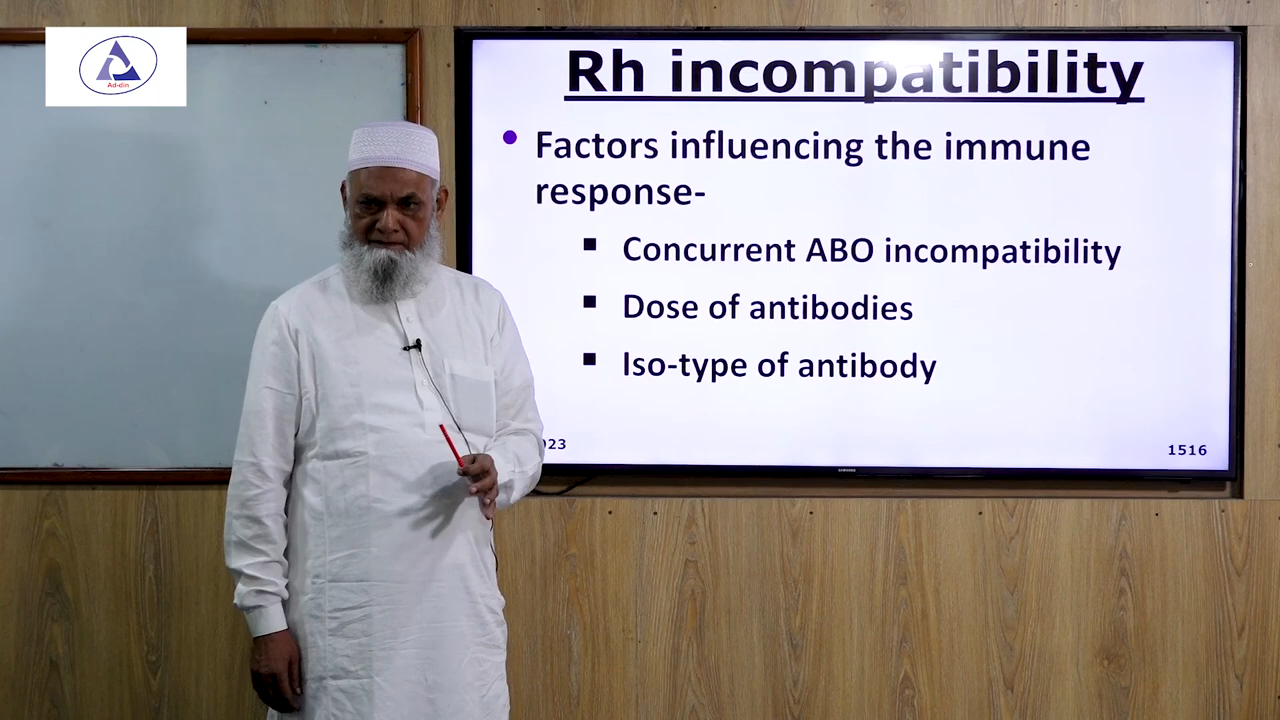 Ad-din
Rh incompatibility
Factors influencing the immune
response-
Concurrent ABO incompatibility
Dose of antibodies
Iso-type of antibody
1516